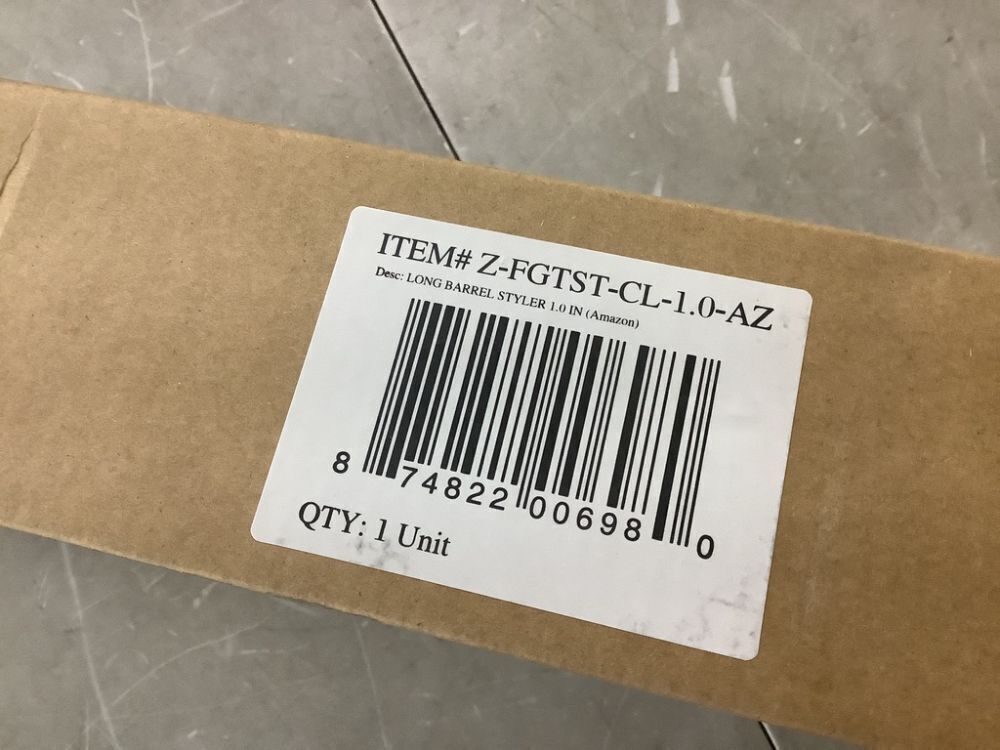 ITEM# Z-FGTST-CL-1.0-AZ
Desc: LONG BARREL STYLER 1.0 IN (Amazon)
8 74822 00698 0
QTY: 1 Unit